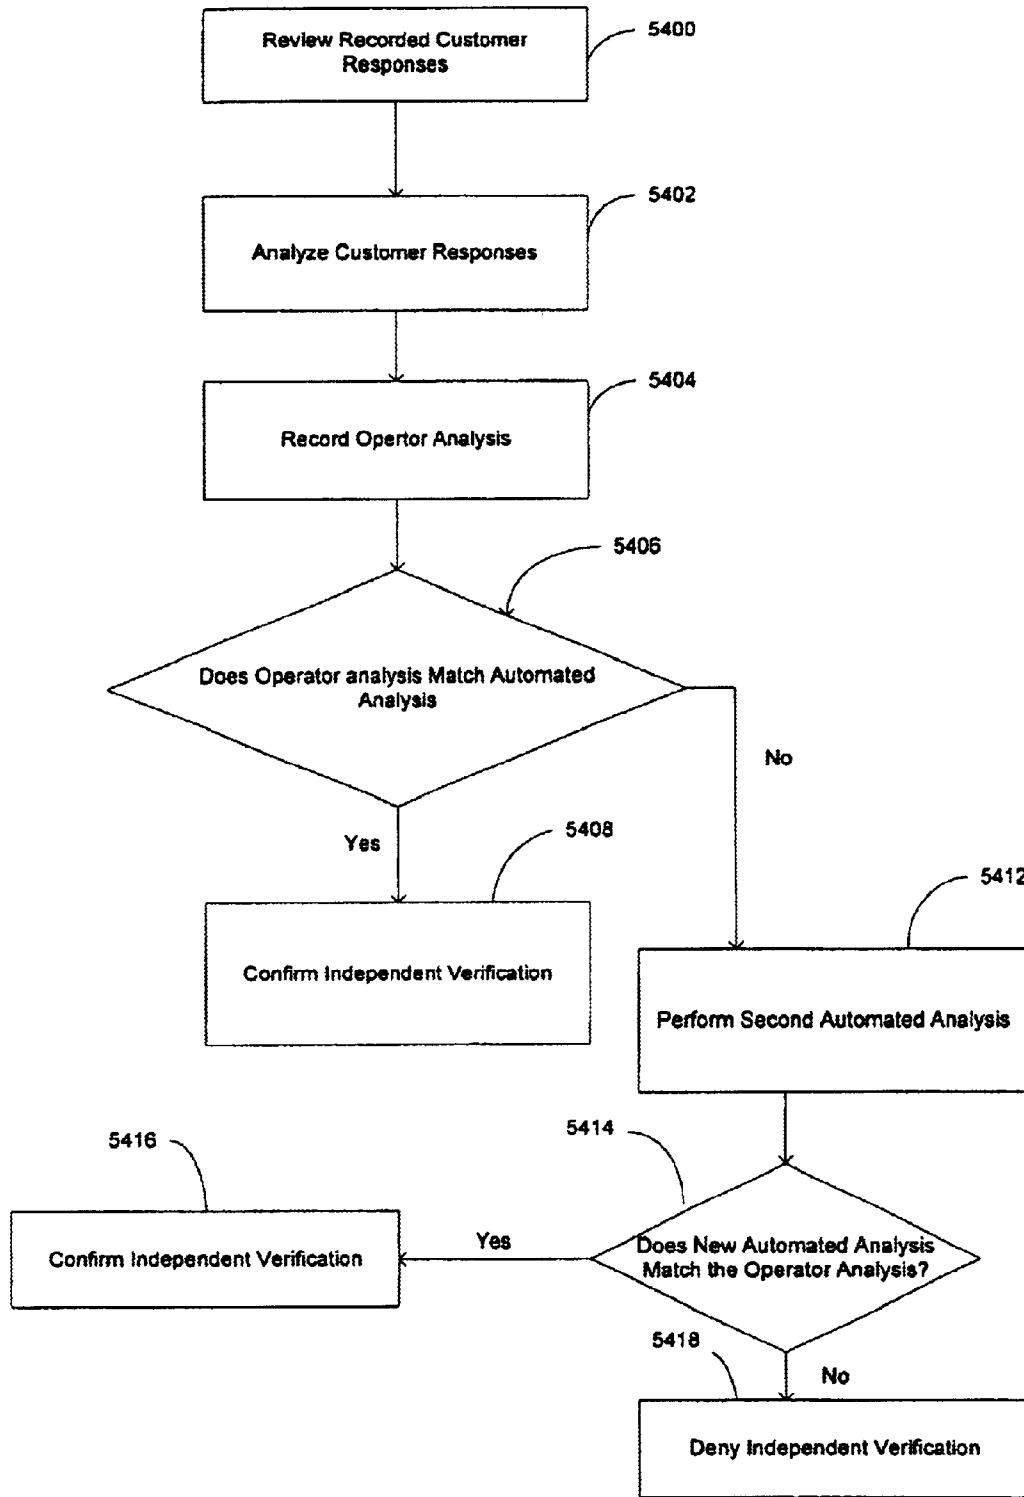 Review Recorded Customer
Responses
5400
5402
Analyze Customer Responses
5404
Record Opertor Analysis
5406
Does Operator analysis Match Automated
Analysis
No
Yes
5408
5412
Confirm Independent Verification
Perform Second Automated Analysis
5414
5416
Yes
Confirm Independent Verification
Does New Automated Analysis
Match the Operator Analysis?
5418
No
Deny Independent Verification